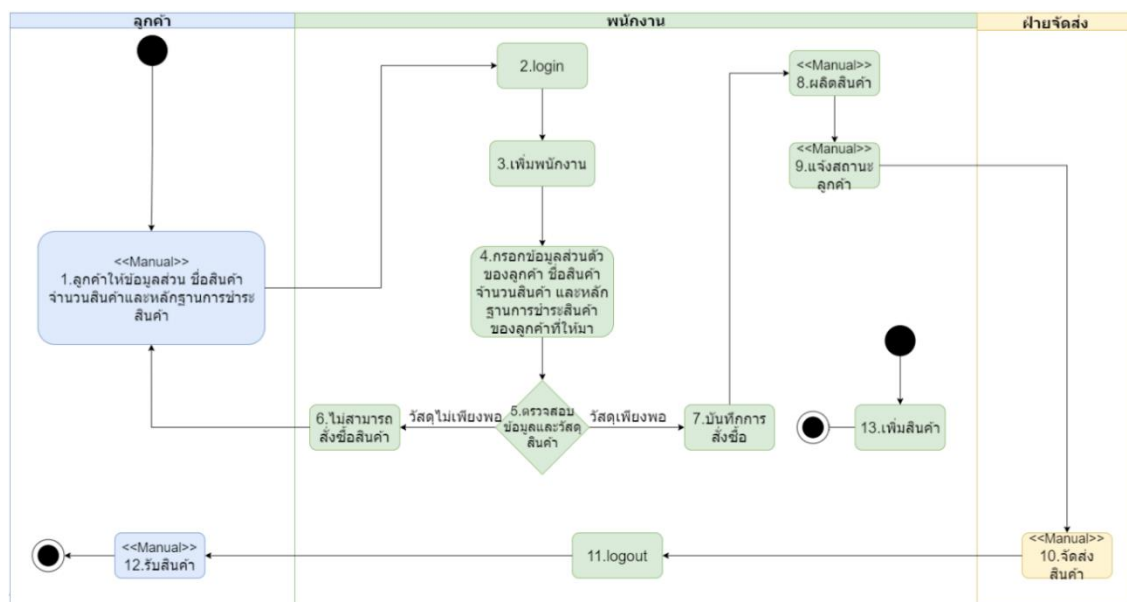 ลูกค้า
พนักงาน
ฝ่ายจัดส่ง
2.login
<<Manual>>
8.ผลิตสินค้า
3.เพิ่มพนักงาน
<<Manual>>
9.แจ้งสถานะ
ลูกค้า
<<Manual>>
1.ลูกค้าให้ข้อมูลส่วน ชื่อสินค้า
จำนวนสินค้าและหลักฐานการชำระ
สินค้า
4.กรอกข้อมูลส่วนตัว
ของลูกค้า ชื่อสินค้า
จำนวนสินค้า และหลัก
ฐานการชำระสินค้า
ของลูกค้าที่ให้มา
6.ไม่สามารถ
สั่งซื้อสินค้า
วัสดุไม่เพียงพอ
5.ตรวจสอบ
ข้อมูลและวัสดุ
สินค้า
วัสดุเพียงพอ
7.บันทึกการ
สั่งซื้อ
13.เพิ่มสินค้า
<<Manual>>
12.รับสินค้า
11.logout
<<Manual>>
10.จัดส่ง
สินค้า